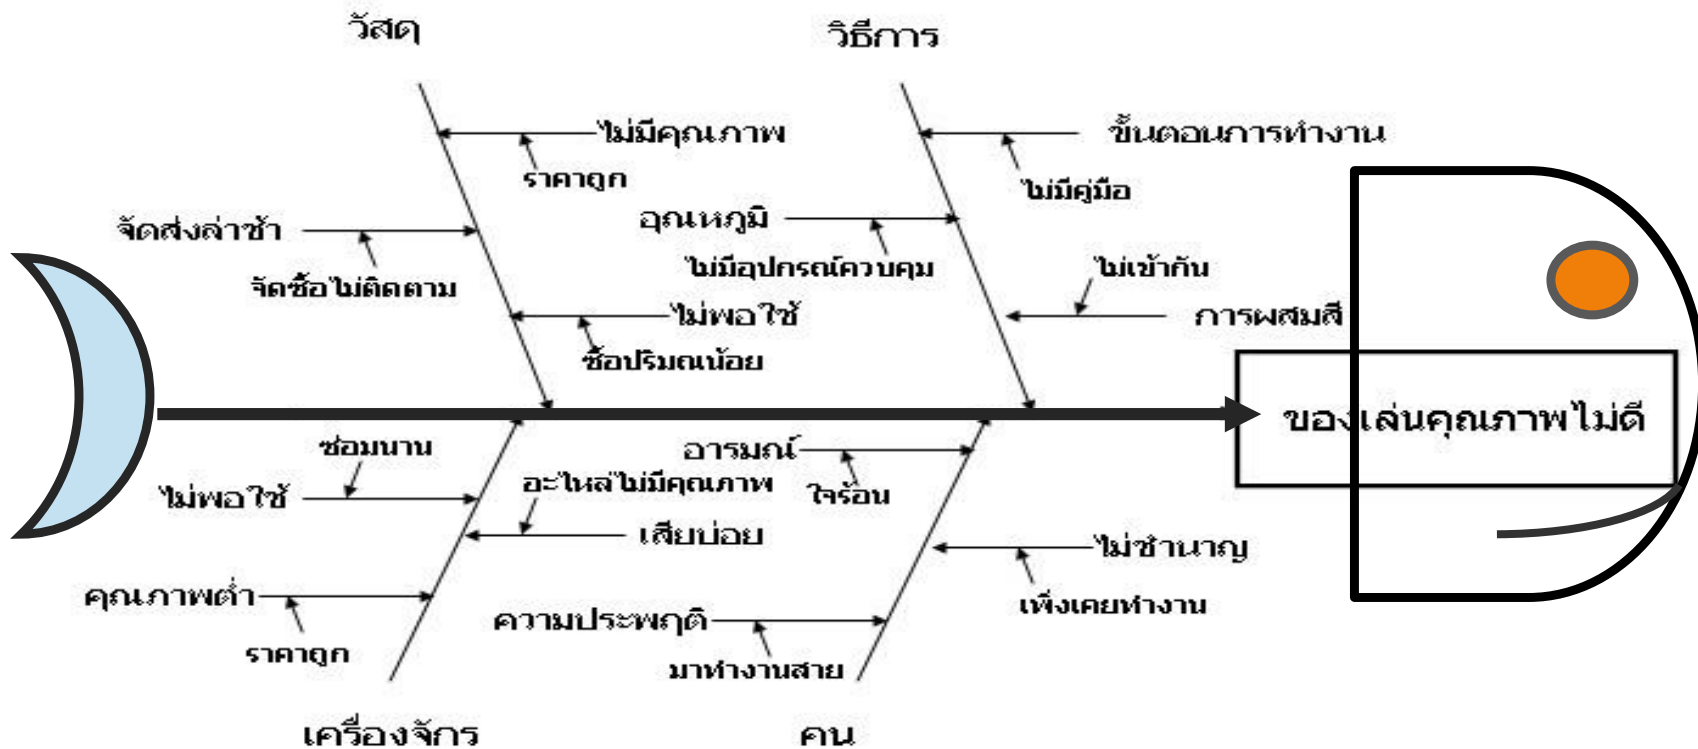 วัสดุ
วิธีการ
ไม่มีคุณภาพ
ราคาถูก
จัดส่งล่าช้า
จัดซื้อไม่ติดตาม
ไม่พอใช้
ซื้อปริมณน้อย
ขั้นตอนการทำงาน
ไม่มีคู่มือ
อุณหภูมิ
ไม่มีอุปกรณ์ควบคุม
ไม่เข้ากัน
การผสมสี
ของเล่นคุณภาพไม่ดี
ซ่อมนาน
ไม่พอใช้
อะไหล่ไม่มีคุณภาพ
เสียบ่อย
คุณภาพต่ำ
ราคาถูก
อารมณ์
ใจร้อน
ไม่ชำนาญ
เพิ่งเคยทำงาน
ความประพฤติ
มาทำงานสาย
เครื่องจักร
คน